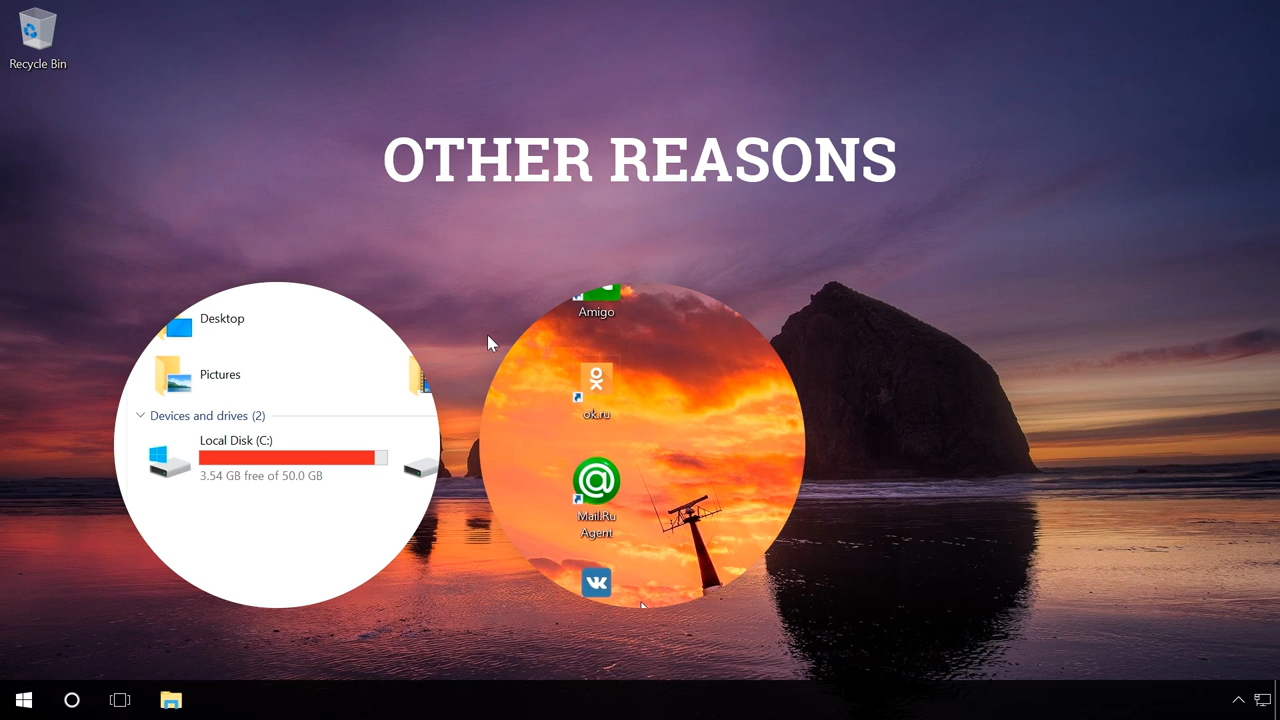 Recycle Bin
OTHER REASONS
Desktop
Pictures
Devices and drives (2)
Local Disk (C:)
3.54 GB free of 50.0 GB
Amigo
ok.ru
Mail.Ru
Agent